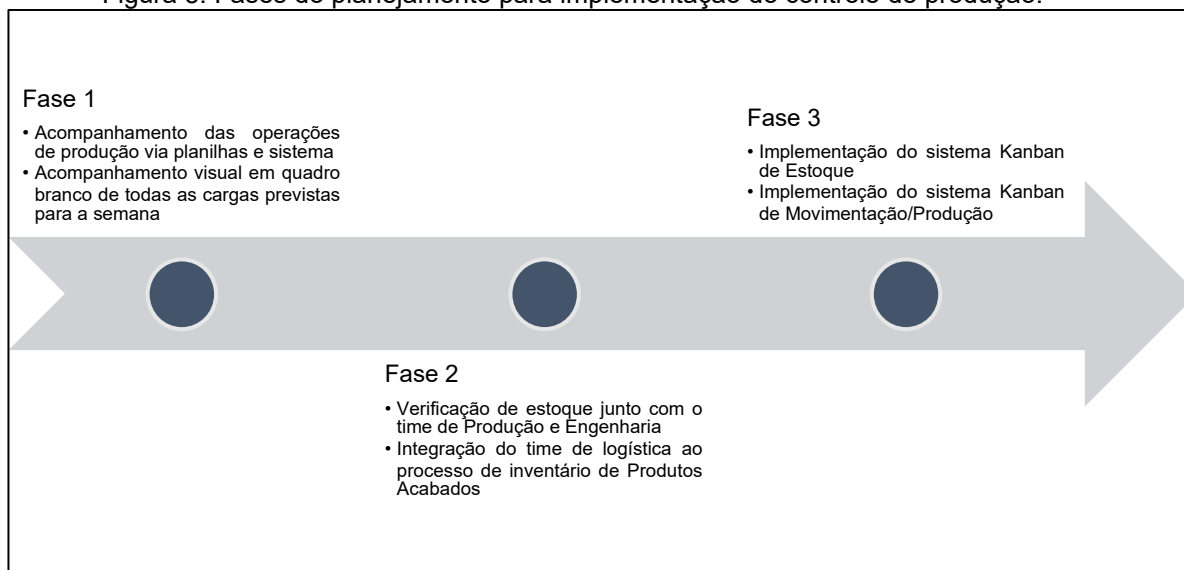 Fase 1
• Acompanhamento das operações
de produção via planilhas e sistema
• Acompanhamento visual em quadro
branco de todas as cargas previstas
para a semana
Fase 2
• Verificação de estoque junto com o
time de Produção e Engenharia
• Integração do time de logística ao
processo de inventário de Produtos
Acabados
Fase 3
• Implementação do sistema Kanban
de Estoque
• Implementação do sistema Kanban
de Movimentação/Produção